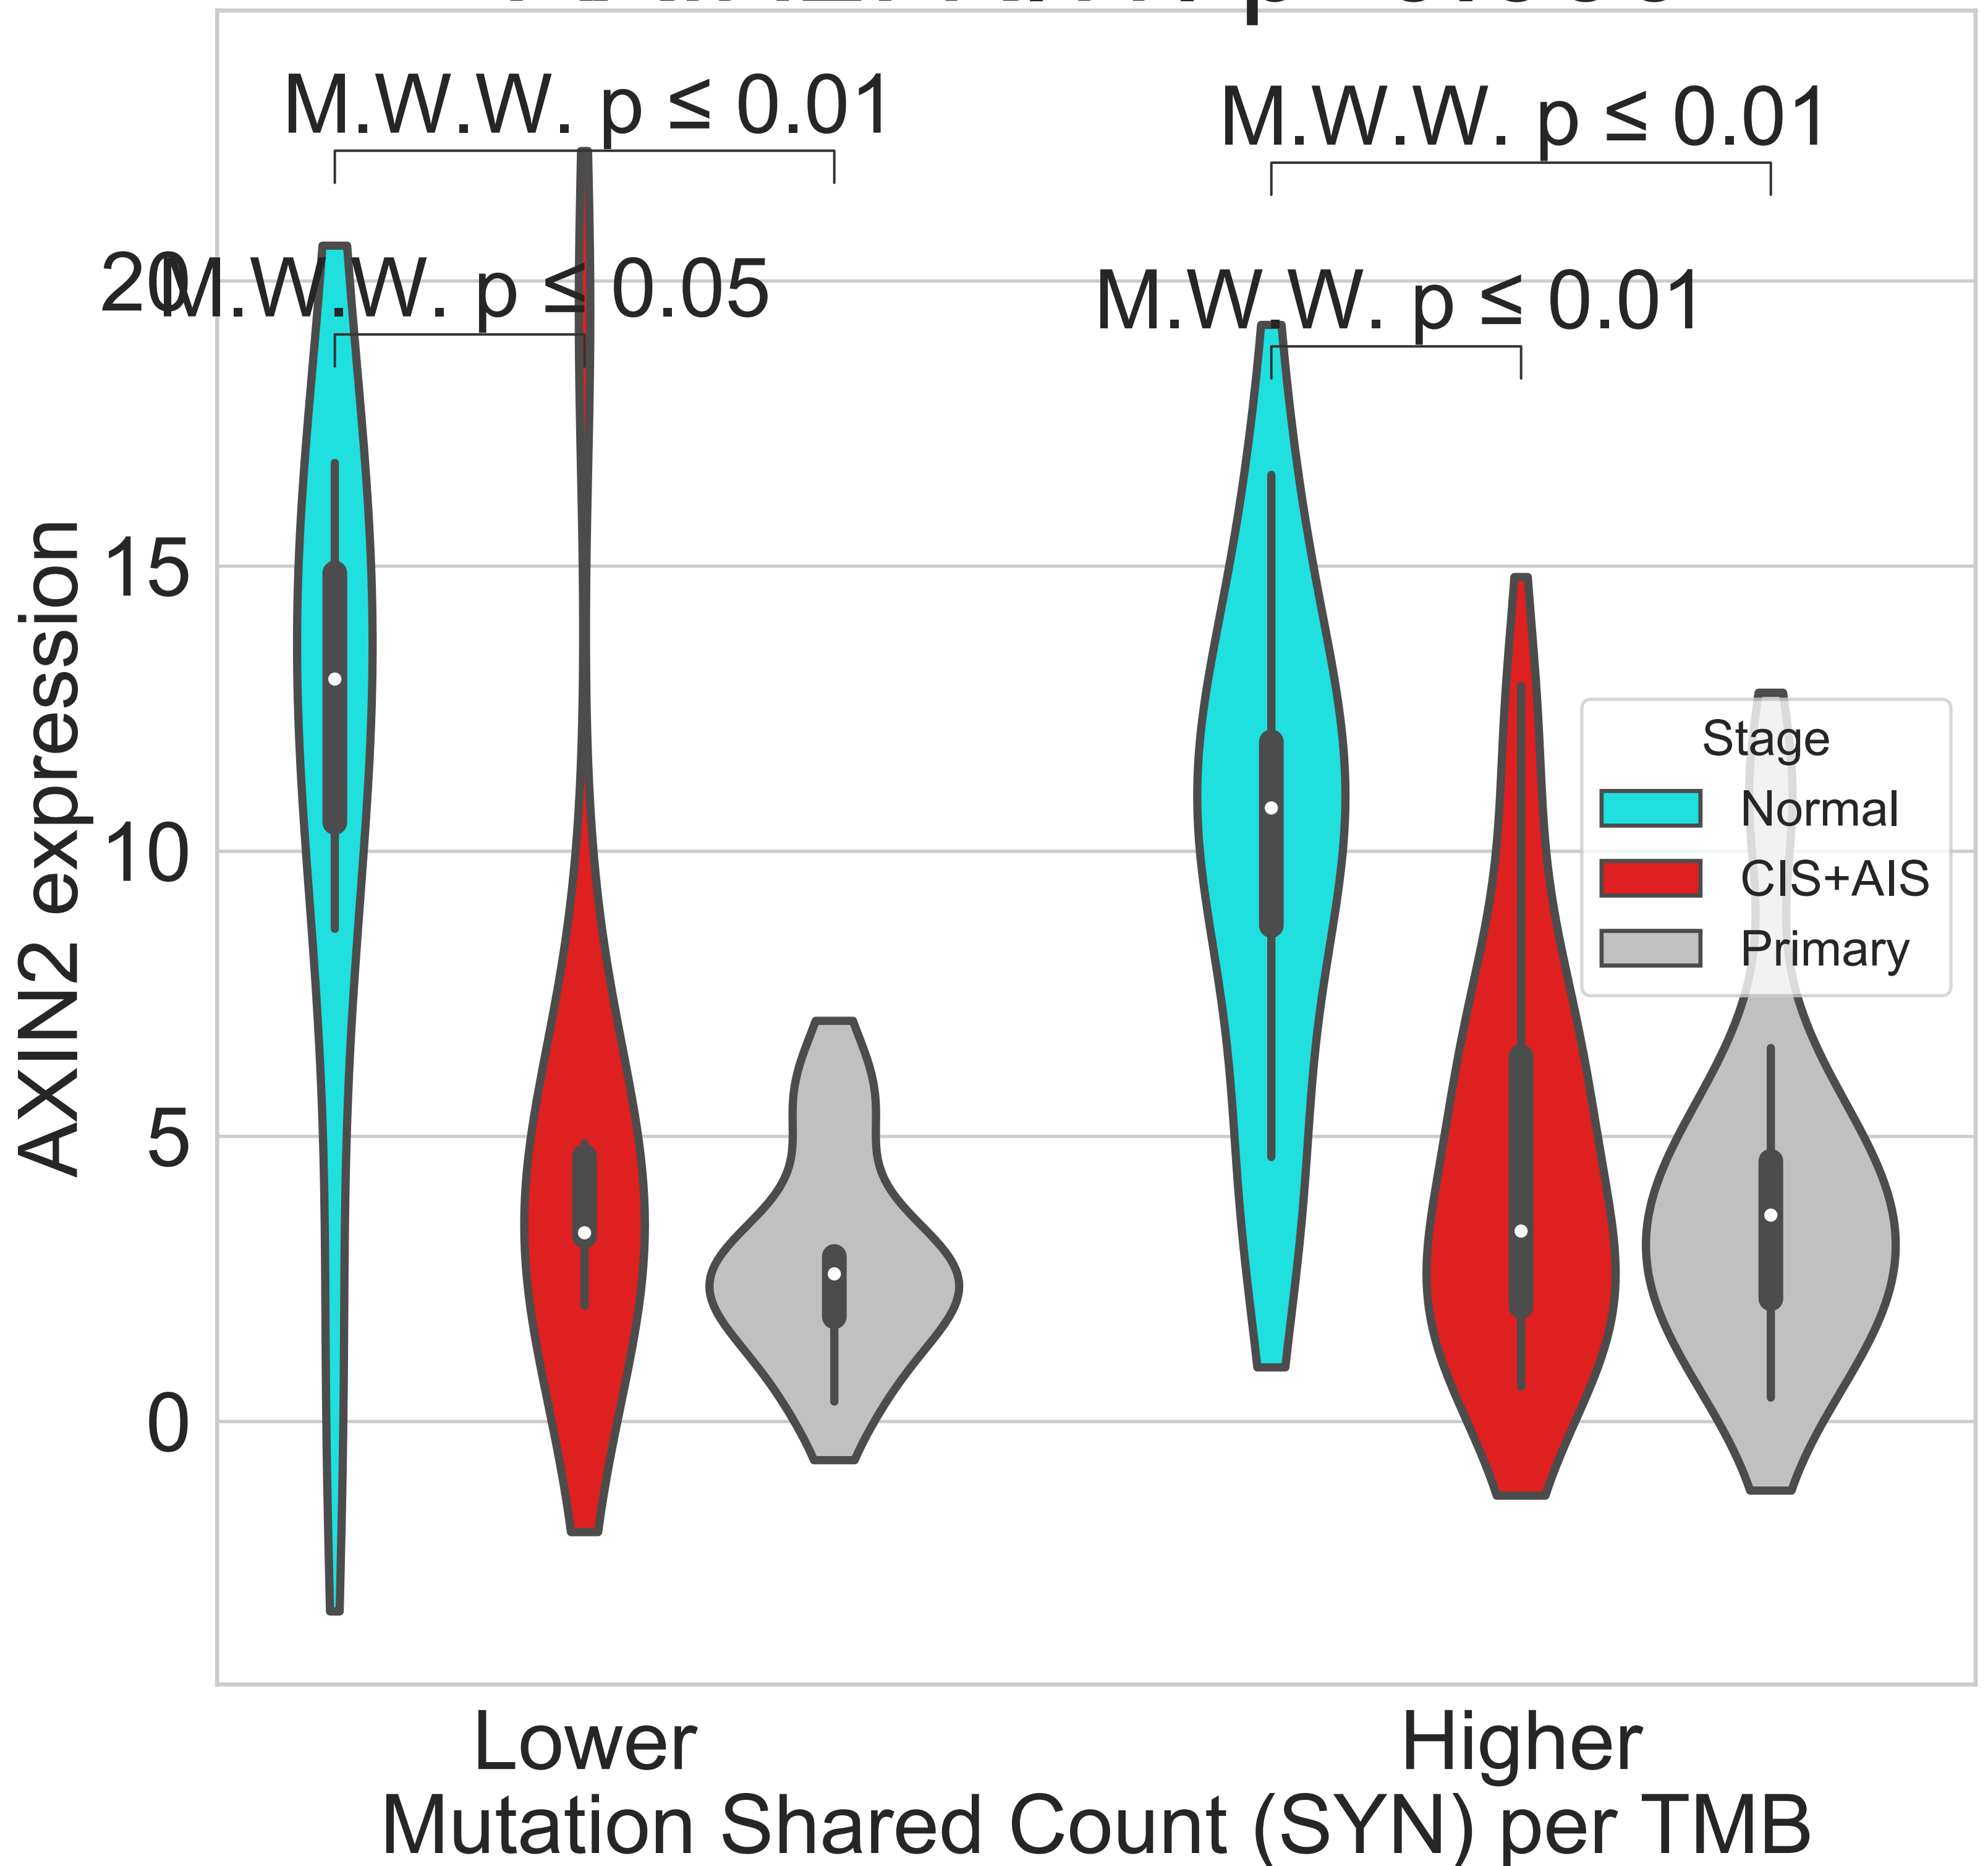 M.W.W. p ≤ 0.01
M.W.W. p ≤ 0.01
M.W.W. p ≤ 0.05
M.W.W. p ≤ 0.01
20
15
10
5
0
AXIN2 expression
Stage
Normal
CIS+AIS
Primary
Lower
Higher
Mutation Shared Count (SYN) per TMB